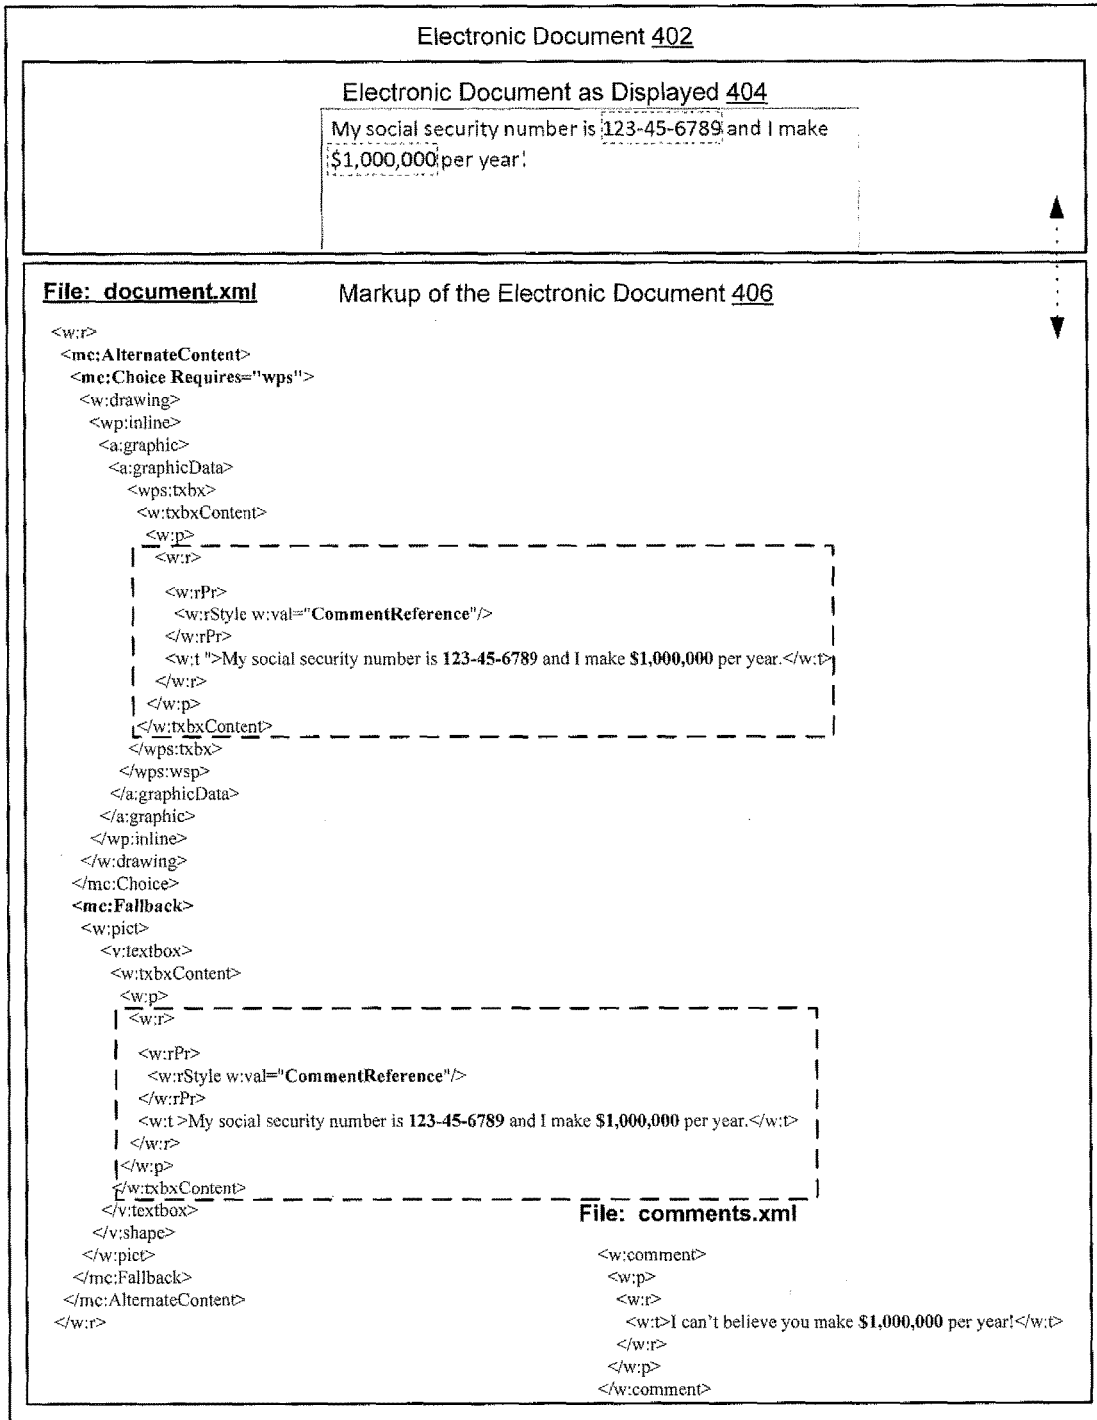 Electronic Document 402
Electronic Document as Displayed 404
My social security number is 123-45-6789 and I make
$1,000,000 per year.
File: document.xml
Markup of the Electronic Document 406
<w:r>
<mc:AlternateContent>
<mc:Choice Requires="wps">
<w:drawing>
<wp:inline>
<a:graphic>
<a:graphicData>
<wps:txbx>
<w:txbxContent>
<w:p>
<w:r>
<w:rPr>
<w:rStyle w:val="CommentReference"/>
</w:rPr>
<w:t ">My social security number is 123-45-6789 and I make $1,000,000 per year.</w:t>
</w:r>
</w:p>
</w:txbxContent>
</wps:txbx>
</wps:wsp>
</a:graphicData>
</a:graphic>
</wp:inline>
</w:drawing>
</mc:Choice>
<mc:Fallback>
<w:pict>
<v:textbox>
<w:txbxContent>
<w:p>
<w:r>
<w:rPr>
<w:rStyle w:val="CommentReference"/>
</w:rPr>
<w:t >My social security number is 123-45-6789 and I make $1,000,000 per year.</w:t>
</w:r>
</w:p>
</w:txbxContent>
</v:textbox>
</v:shape>
</w:pict>
</mc:Fallback>
</mc:AlternateContent>
</w:r>
File: comments.xml
<w:comment>
<w:p>
<w:r>
<w:t>I can't believe you make $1,000,000 per year!</w:t>
</w:r>
</w:p>
</w:comment>